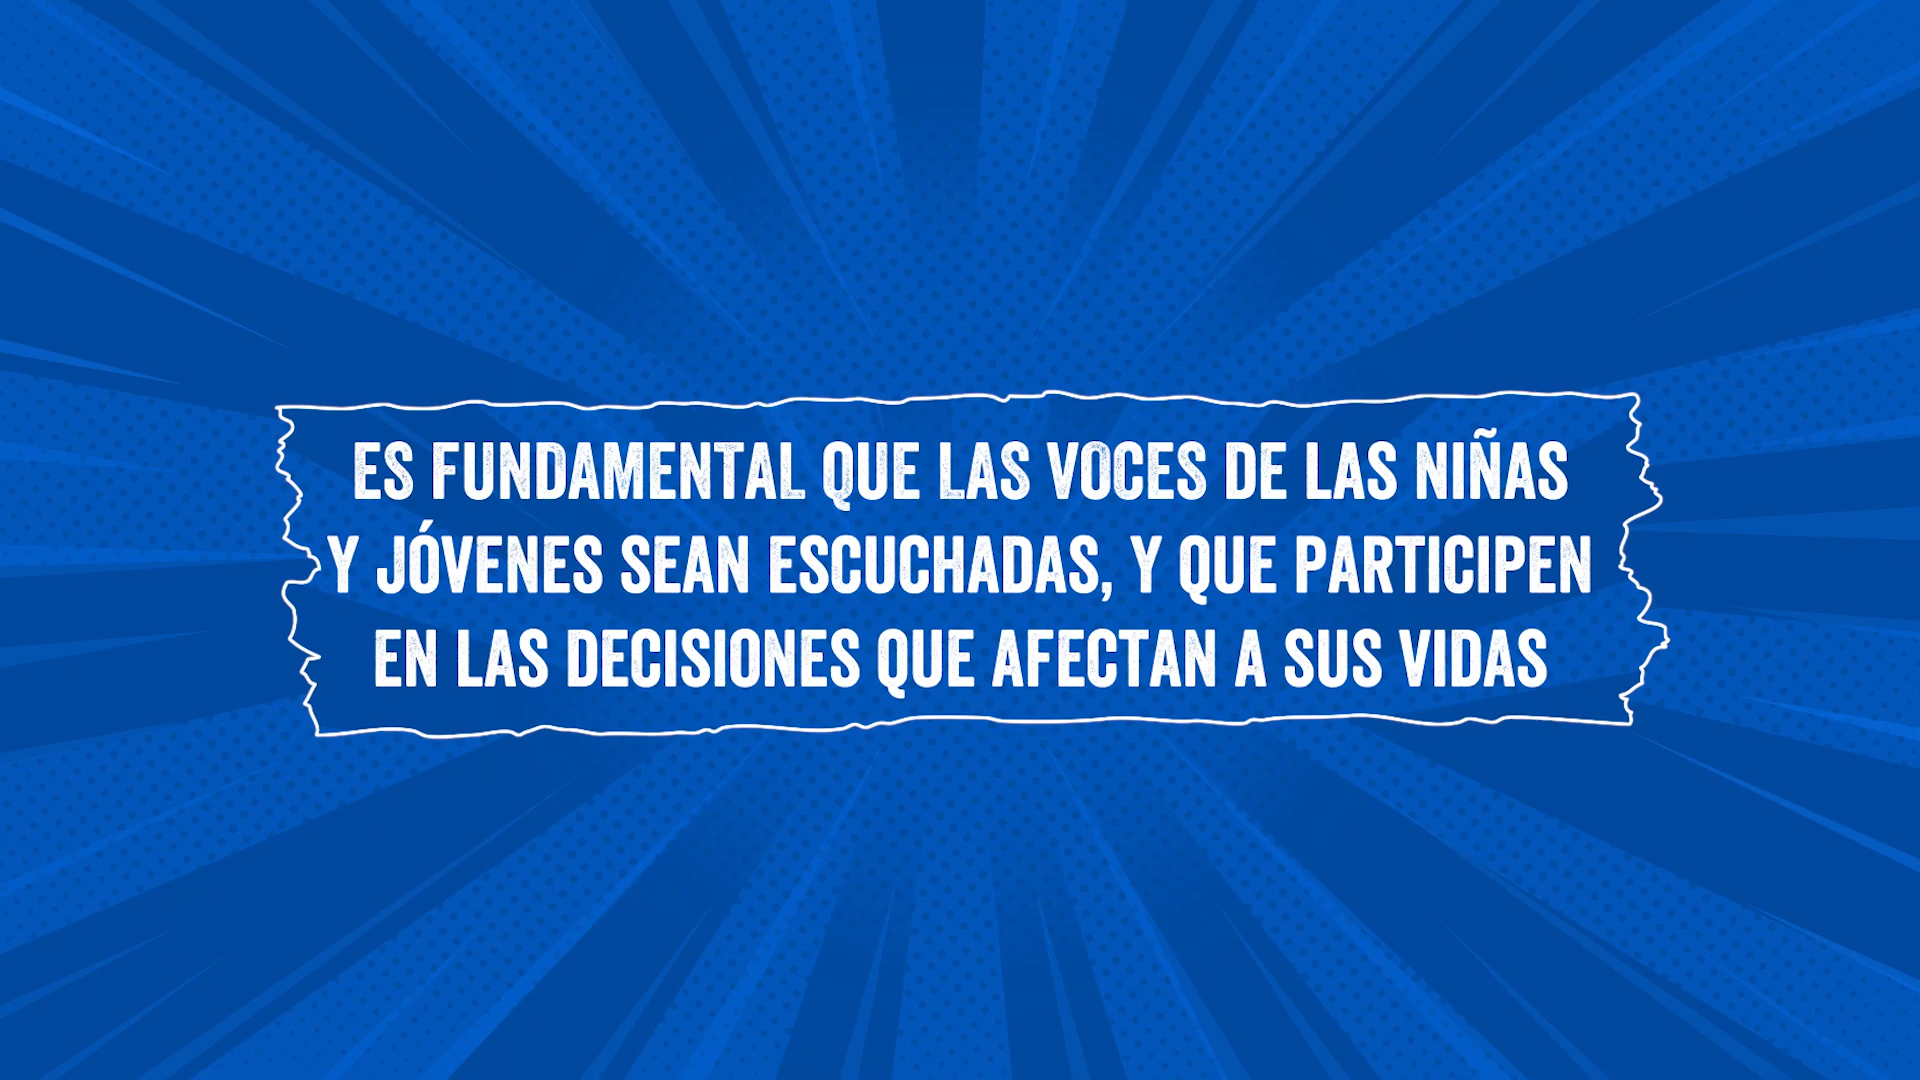 ES FUNDAMENTAL QUE LAS VOCES DE LAS NIÑAS
Y JÓVENES SEAN ESCUCHADAS, Y QUE PARTICIPEN
EN LAS DECISIONES QUE AFECTAN A SUS VIDAS